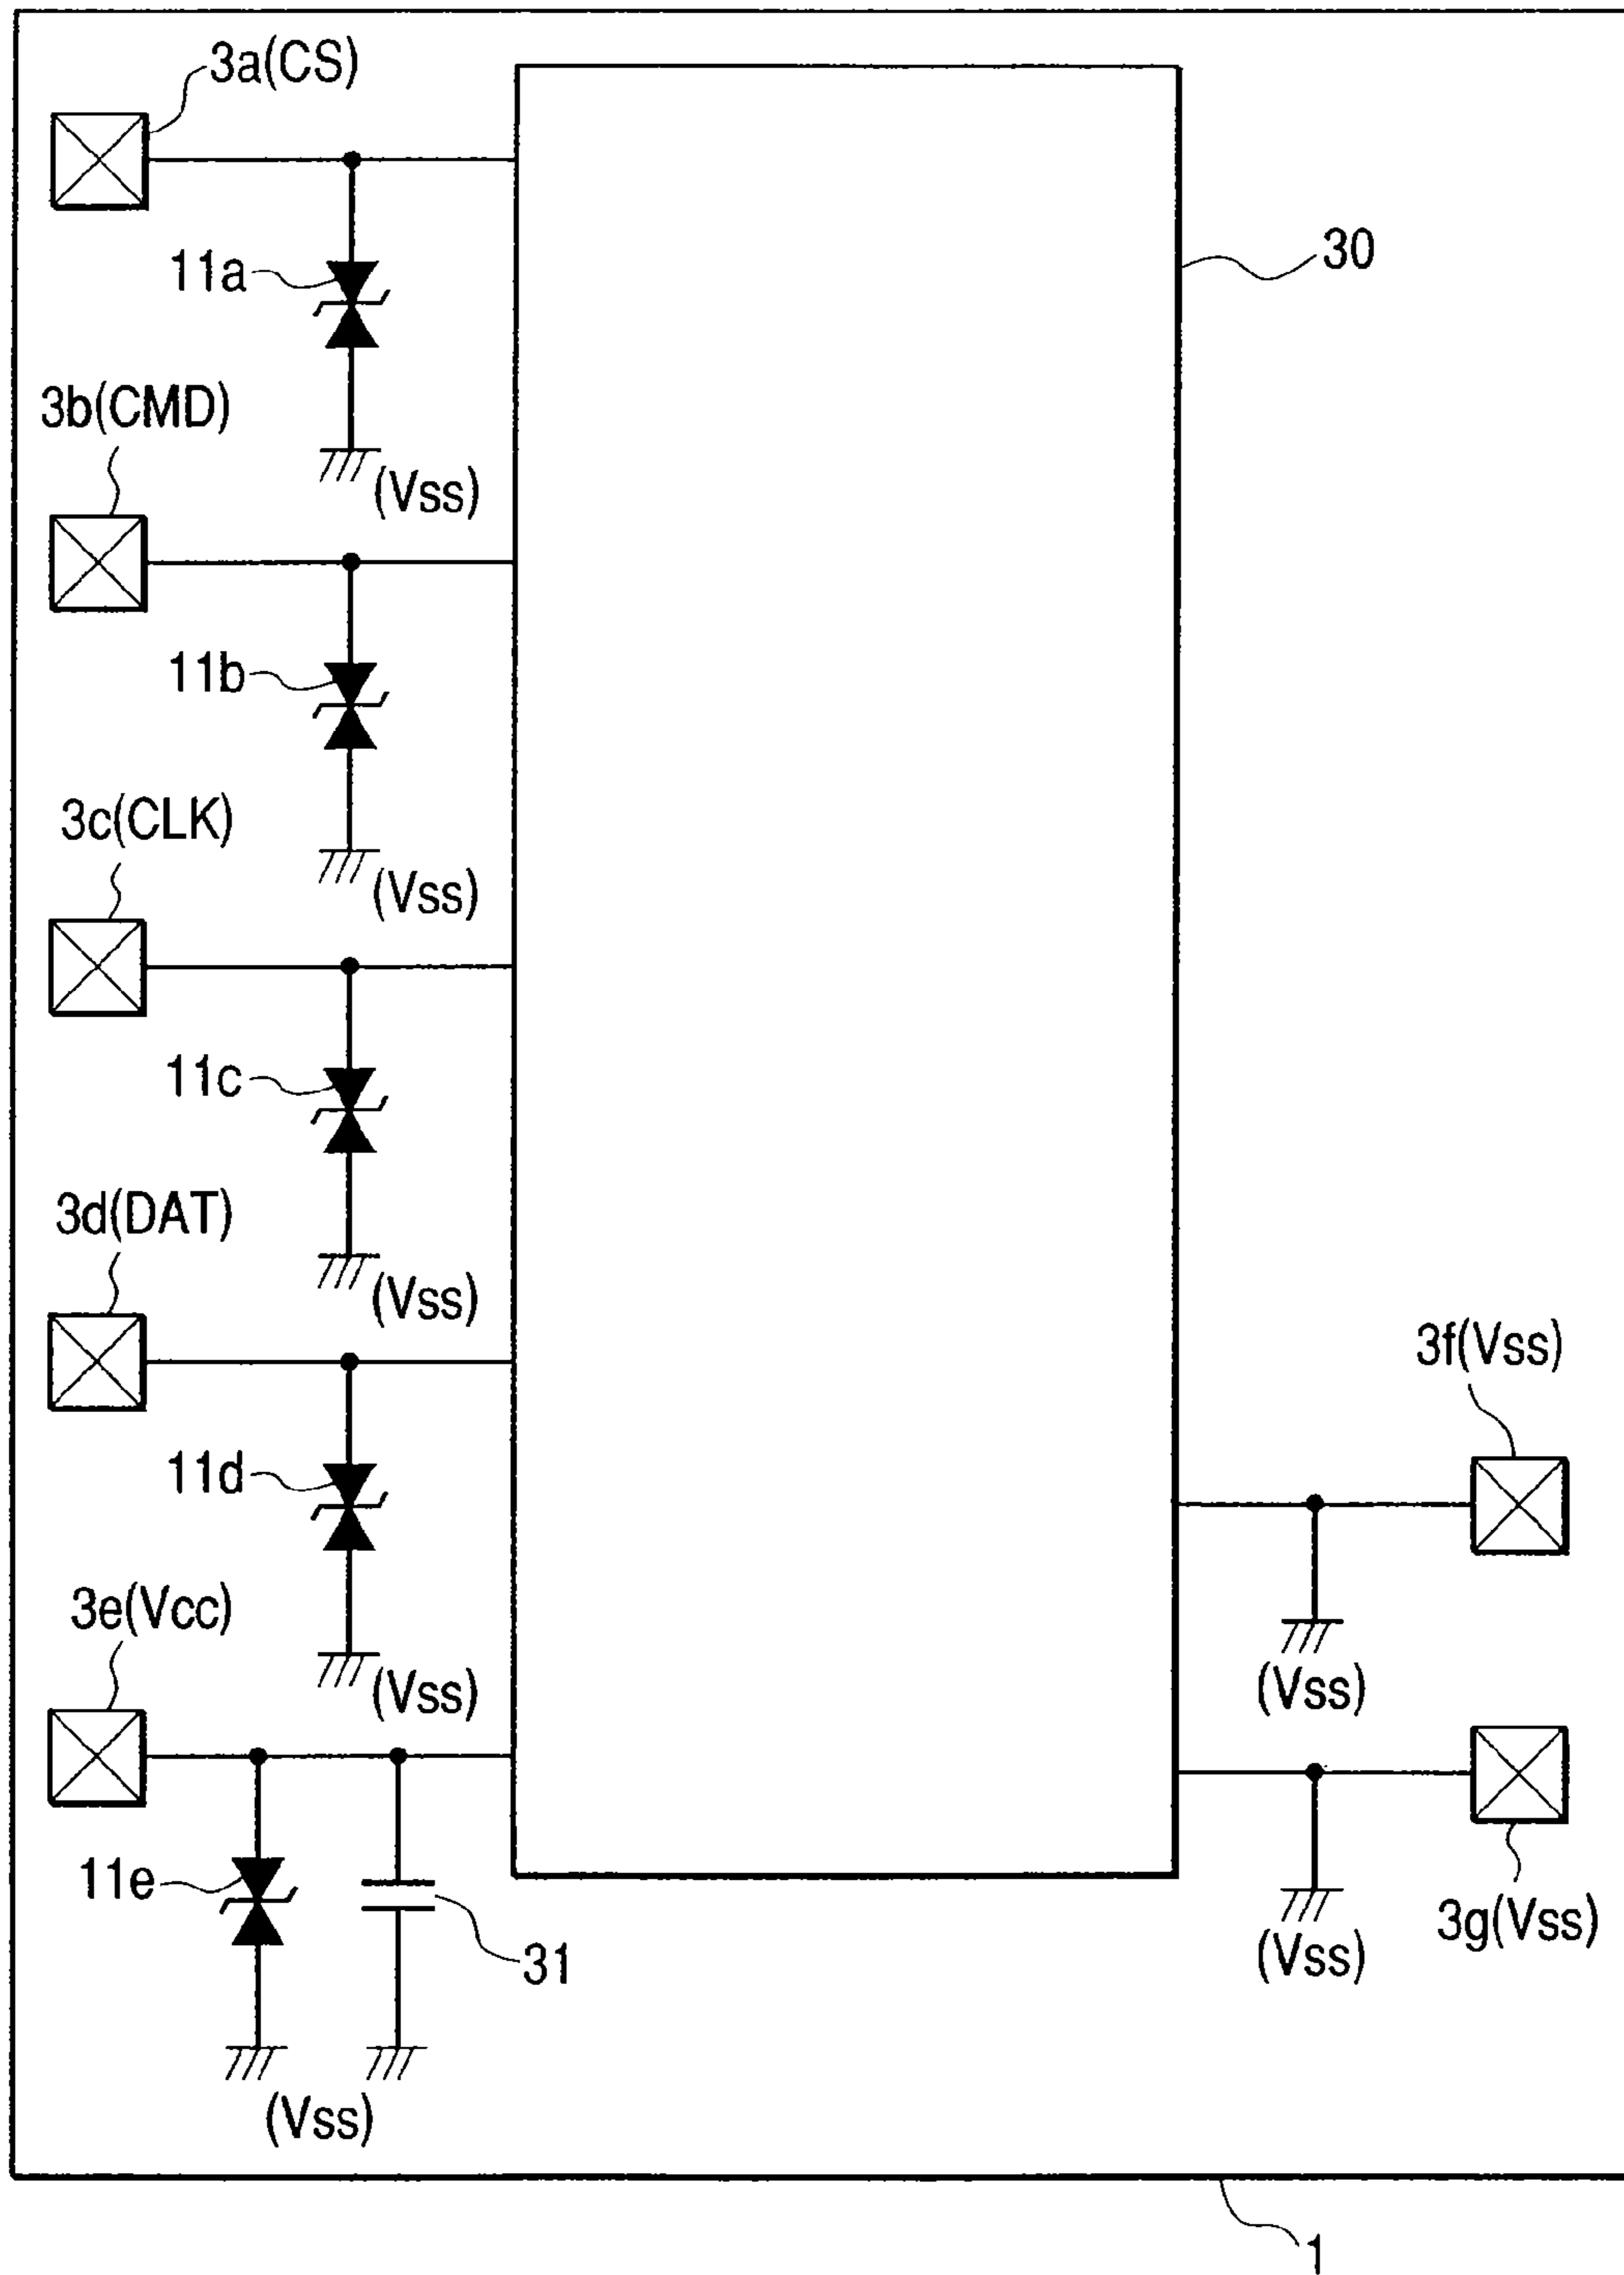 3a(CS)
11a
30
3b(CMD)
(Vss)
11b
3c(CLK)
(Vss)
11c
3d(DAT)
(Vss)
3f(Vss)
11d
3e(Vcc)
(Vss)
(Vss)
11e
31
3g(Vss)
(Vss)
(Vss)
1